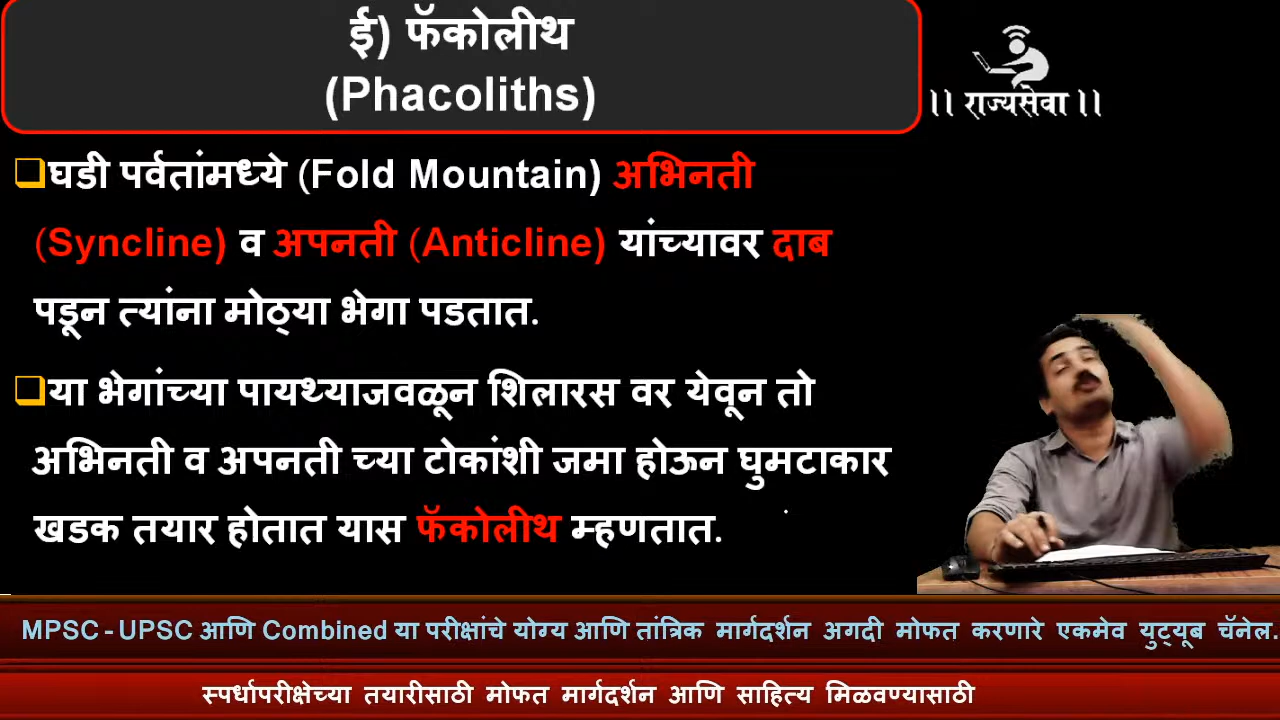 ई) फॅकोलीथ
(Phacoliths)
।। राज्यसेवा ।।
घडी पर्वतांमध्ये (Fold Mountain) अभिनती
(Syncline) व अपनती (Anticline) यांच्यावर दाब
पडून त्यांना मोठ्या भेगा पडतात.
या भेगांच्या पायथ्याजवळून शिलारस वर येवून तो
अभिनती व अपनती च्या टोकांशी जमा होऊन घुमटाकार
खडक तयार होतात यास फॅकोलीथ म्हणतात.
MPSC - UPSC आणि Combined या परीक्षांचे योग्य आणि तांत्रिक मार्गदर्शन अगदी मोफत करणारे एकमेव युट्यूब चॅनेल.
स्पर्धापरीक्षेच्या तयारीसाठी मोफत मार्गदर्शन आणि साहित्य मिळवण्यासाठी